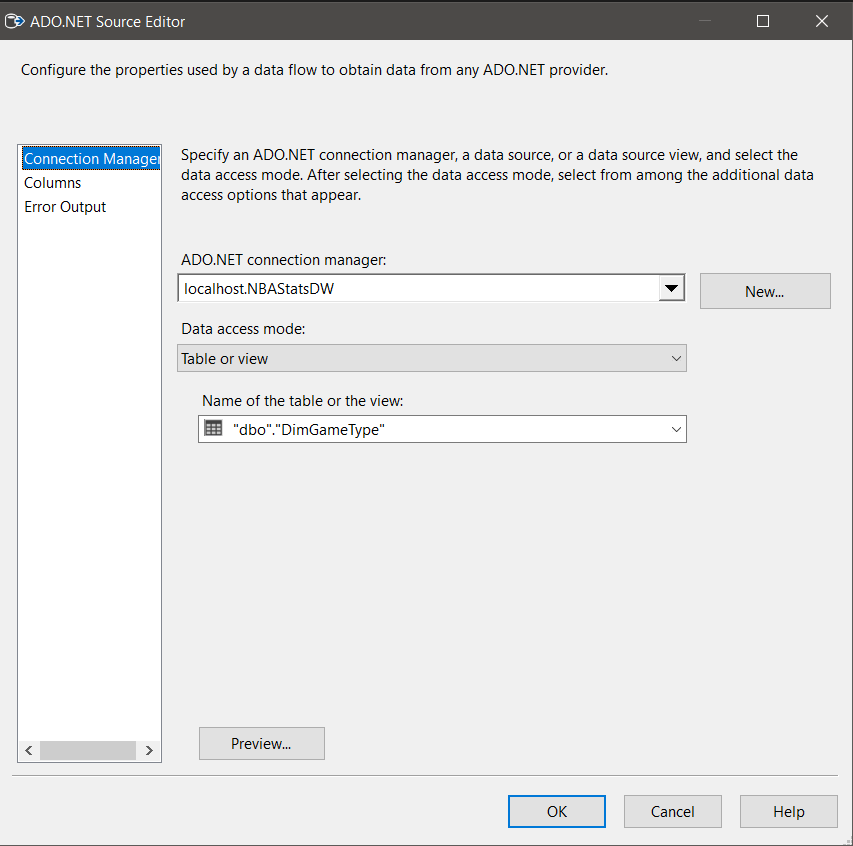 ADO.NET Source Editor
Configure the properties used by a data flow to obtain data from any ADO.NET provider.
Connection Manager
Columns
Error Output
Specify an ADO.NET connection manager, a data source, or a data source view, and select the
data access mode. After selecting the data access mode, select from among the additional data
access options that appear.
ADO.NET connection manager:
localhost.NBAStatsDW
New...
Data access mode:
Table or view
Name of the table or the view:
"dbo"."DimGameType"
Preview...
OK
Cancel
Help